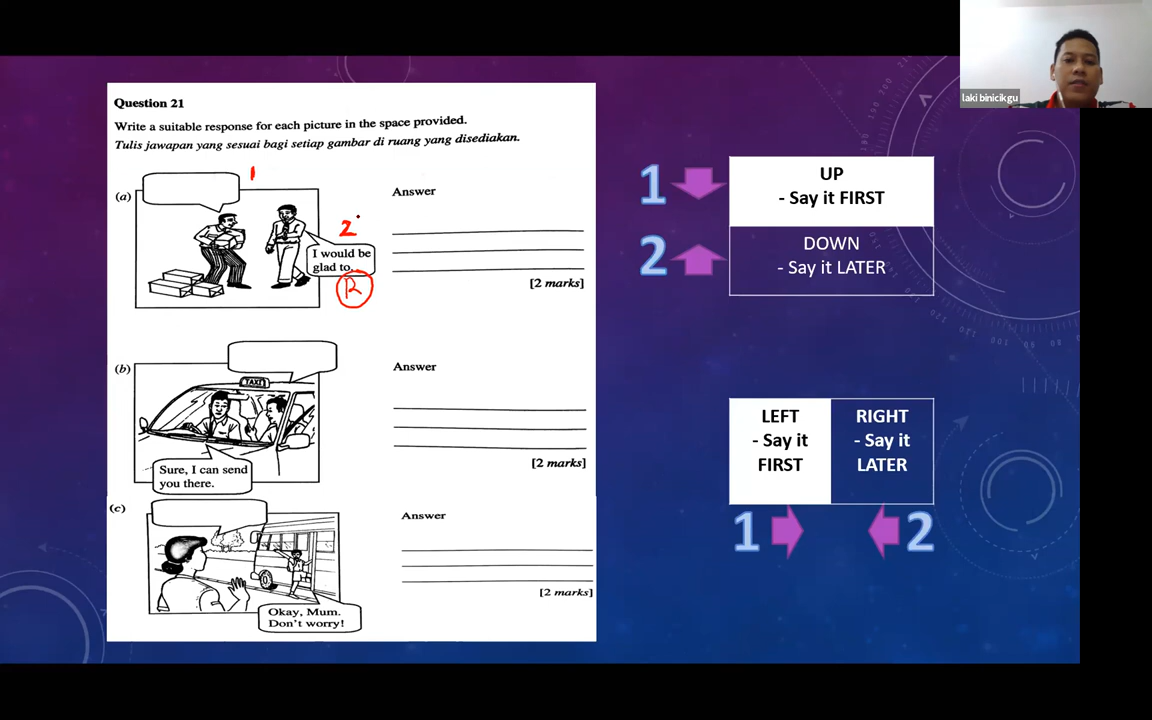 laki binicikgu
Question 21
Write a suitable response for each picture in the space provided.
Tulis jawapan yang sesuai bagi setiap gambar di ruang yang disediakan.
1
(a)
Answer
2
I would be
glad to.
R
[2 marks]
(b)
Answer
TAXI
Sure, I can send
you there.
[2 marks]
(c)
Answer
Okay, Mum.
Don't worry!
[2 marks]
1
UP
- Say it FIRST
2
DOWN
- Say it LATER
LEFT
- Say it
FIRST
RIGHT
- Say it
LATER
1
2